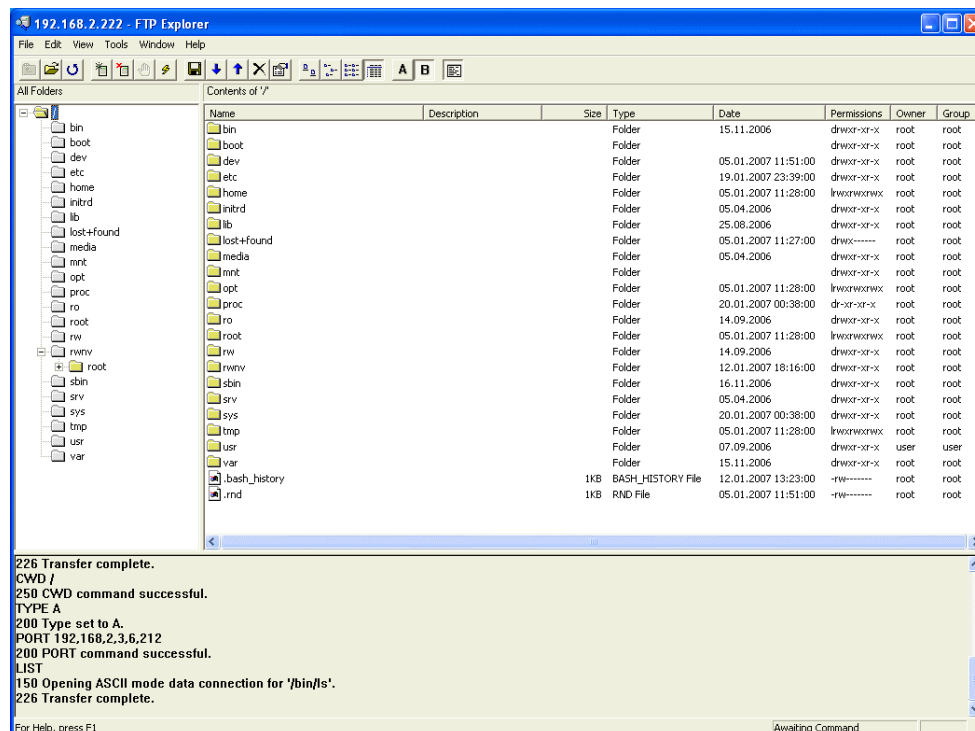 192.168.2.222 - FTP Explorer
File Edit View Tools Window Help
A B
All Folders
Contents of '/'
/
bin
boot
dev
etc
home
initrd
lib
lost+found
media
mnt
opt
proc
ro
root
rw
rwnv
root
sbin
srv
sys
tmp
usr
var
Name Description Size Type Date Permissions Owner Group
bin Folder 15.11.2006 drwxr-xr-x root root
boot Folder drwxr-xr-x root root
dev Folder 05.01.2007 11:51:00 drwxr-xr-x root root
etc Folder 19.01.2007 23:39:00 drwxr-xr-x root root
home Folder 05.01.2007 11:28:00 lrwxrwxrwx root root
initrd Folder 05.04.2006 drwxr-xr-x root root
lib Folder 25.08.2006 drwxr-xr-x root root
lost+found Folder 05.01.2007 11:27:00 drwx------ root root
media Folder 05.04.2006 drwxr-xr-x root root
mnt Folder drwxr-xr-x root root
opt Folder 05.01.2007 11:28:00 lrwxrwxrwx root root
proc Folder 20.01.2007 00:38:00 dr-xr-xr-x root root
ro Folder 14.09.2006 drwxr-xr-x root root
root Folder 05.01.2007 11:28:00 lrwxrwxrwx root root
rw Folder 14.09.2006 drwxr-xr-x root root
rwnv Folder 12.01.2007 18:16:00 drwxr-xr-x root root
sbin Folder 16.11.2006 drwxr-xr-x root root
srv Folder 05.04.2006 drwxr-xr-x root root
sys Folder 20.01.2007 00:38:00 drwxr-xr-x root root
tmp Folder 05.01.2007 11:28:00 lrwxrwxrwx root root
usr Folder 07.09.2006 drwxr-xr-x user user
var Folder 15.11.2006 drwxr-xr-x root root
.bash_history 1KB BASH_HISTORY File 12.01.2007 13:23:00 -rw------- root root
.rnd 1KB RND File 05.01.2007 11:51:00 -rw------- root root
226 Transfer complete.
CWD /
250 CWD command successful.
TYPE A
200 Type set to A.
PORT 192,168,2,3,6,212
200 PORT command successful.
LIST
150 Opening ASCII mode data connection for '/bin/ls'.
226 Transfer complete.
For Help, press F1
Awaiting Command